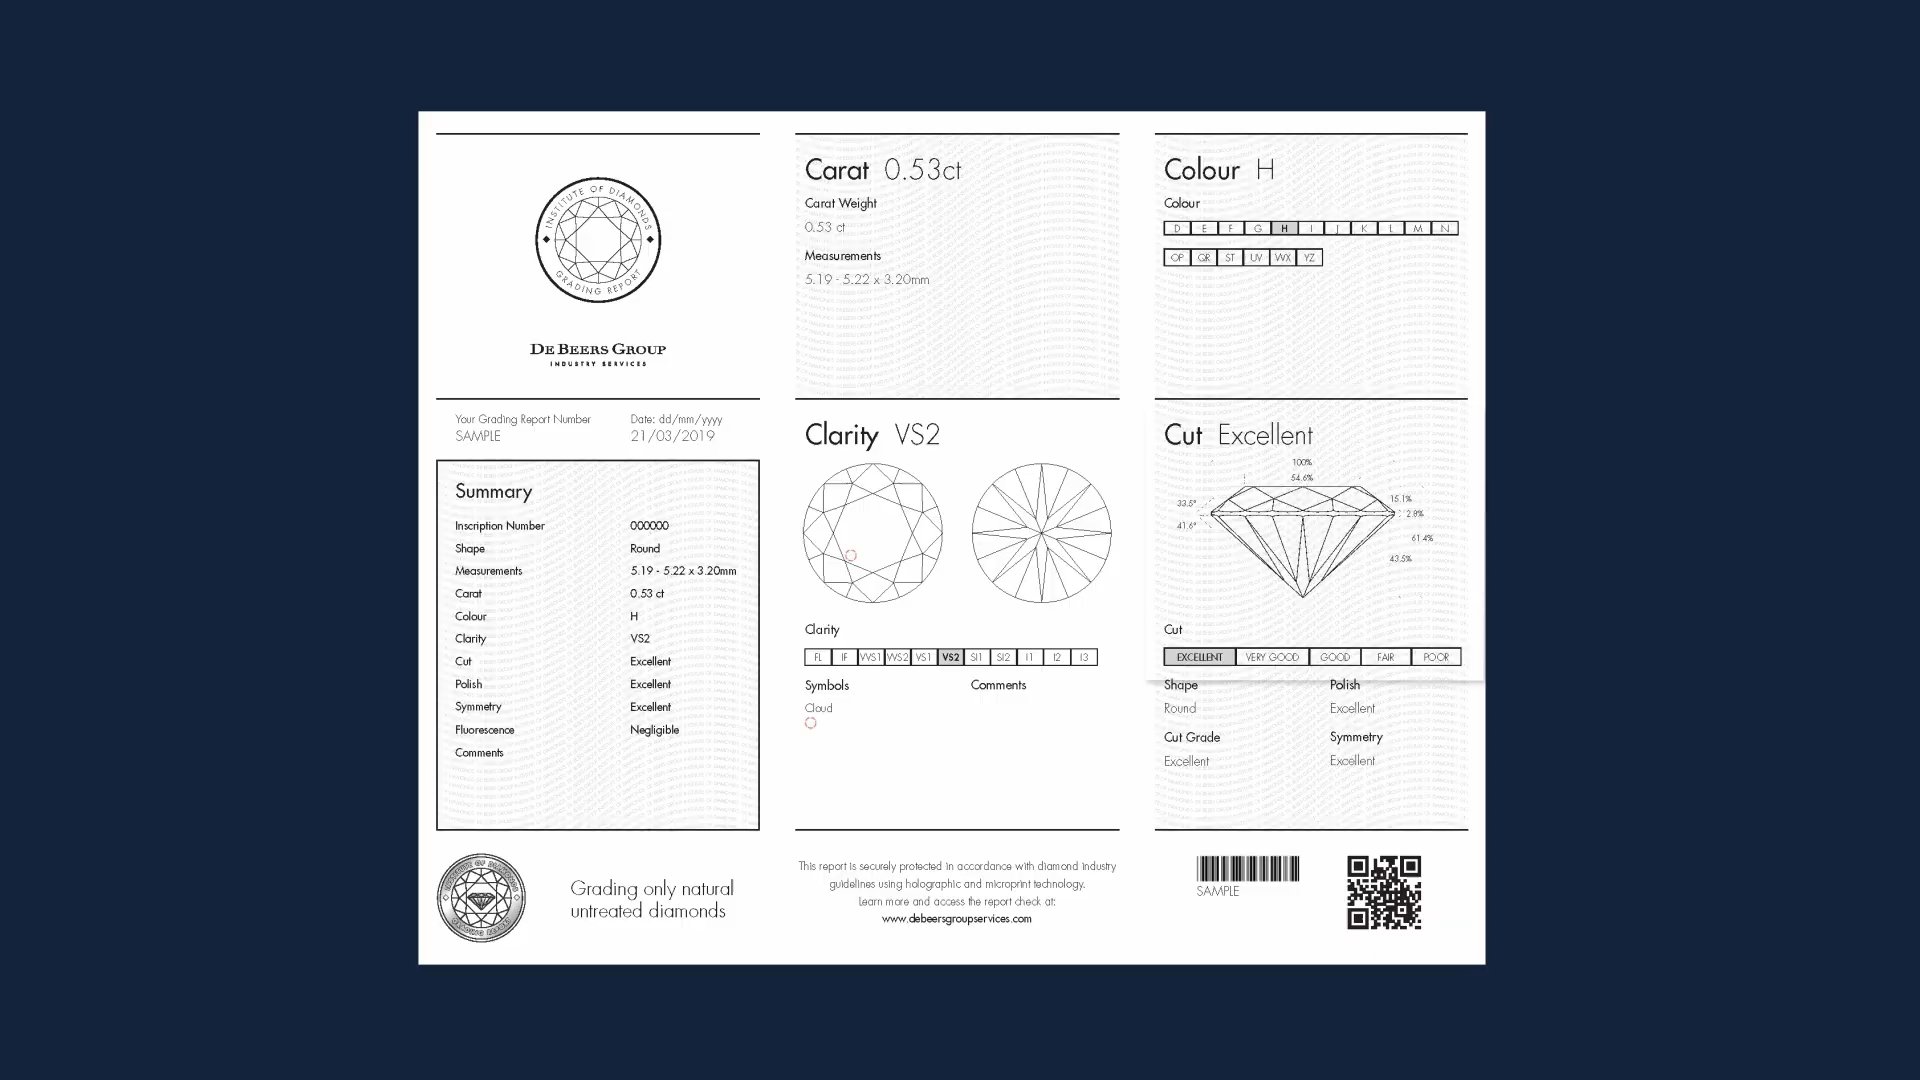 INSTITUTE OF DIAMONDS
GRADING REPORT
DE BEERS GROUP
INDUSTRY SERVICES
Your Grading Report Number
SAMPLE
Date: dd/mm/yyyy
21/03/2019
Summary
Inscription Number 000000
Shape Round
Measurements 5.19 - 5.22 x 3.20mm
Carat 0.53 ct
Colour H
Clarity VS2
Cut Excellent
Polish Excellent
Symmetry Excellent
Fluorescence Negligible
Comments
INSTITUTE OF DIAMONDS
GRADING REPORT
Grading only natural
untreated diamonds
Carat 0.53ct
Carat Weight
0.53 ct
Measurements
5.19 - 5.22 x 3.20mm
Clarity VS2
Clarity
FL IF VVS1 VVS2 VS1 VS2 SI1 SI2 I1 I2 I3
Symbols
Cloud
Comments
This report is securely protected in accordance with diamond industry
guidelines using holographic and microprint technology.
Learn more and access the report check at:
www.debeersgroupservices.com
Colour H
Colour
D E F G H I J K L M N
OP QR ST UV WX YZ
Cut Excellent
100%
54.6%
33.5°
15.1%
2.9%
41.6°
61.4%
43.5%
Cut
EXCELLENT VERY GOOD GOOD FAIR POOR
Shape
Round
Polish
Excellent
Cut Grade
Excellent
Symmetry
Excellent
SAMPLE